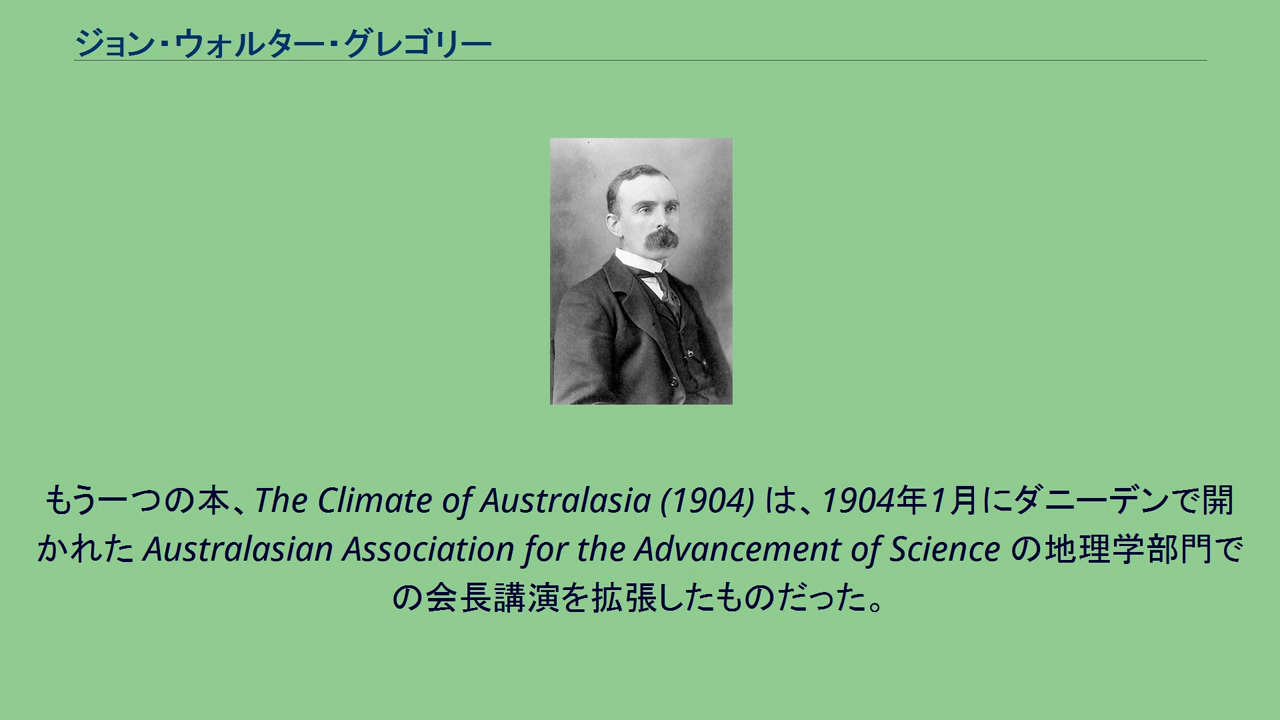 ジョン・ウォルター・グレゴリー
もう一つの本、The Climate of Australasia (1904) は、1904年1月にダニーデンで開
かれた Australasian Association for the Advancement of Science の地理学部門で
の会長講演を拡張したものだった。